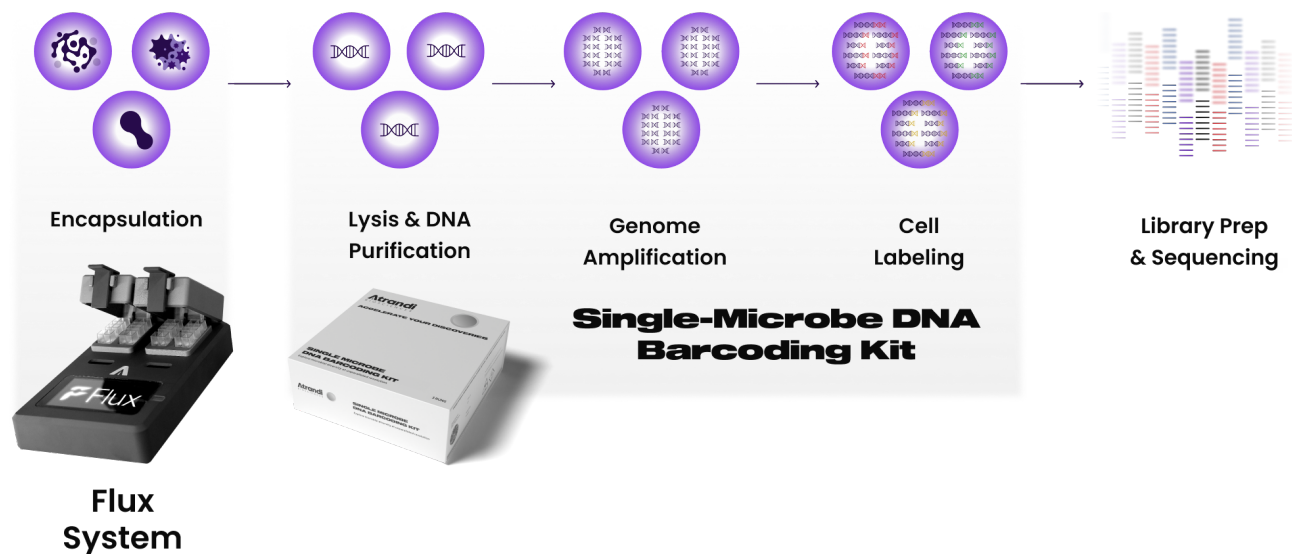 Encapsulation
Lysis & DNA
Purification
Genome
Amplification
Cell
Labeling
Library Prep
& Sequencing
Atrandi
ACCELERATE YOUR DISCOVERIES
SINGLE MICROBE
DNA BARCODING KIT
Atrandi
SINGLE MICROBE
DNA BARCODING KIT
Single-Microbe DNA
Barcoding Kit
Flux
Flux
System